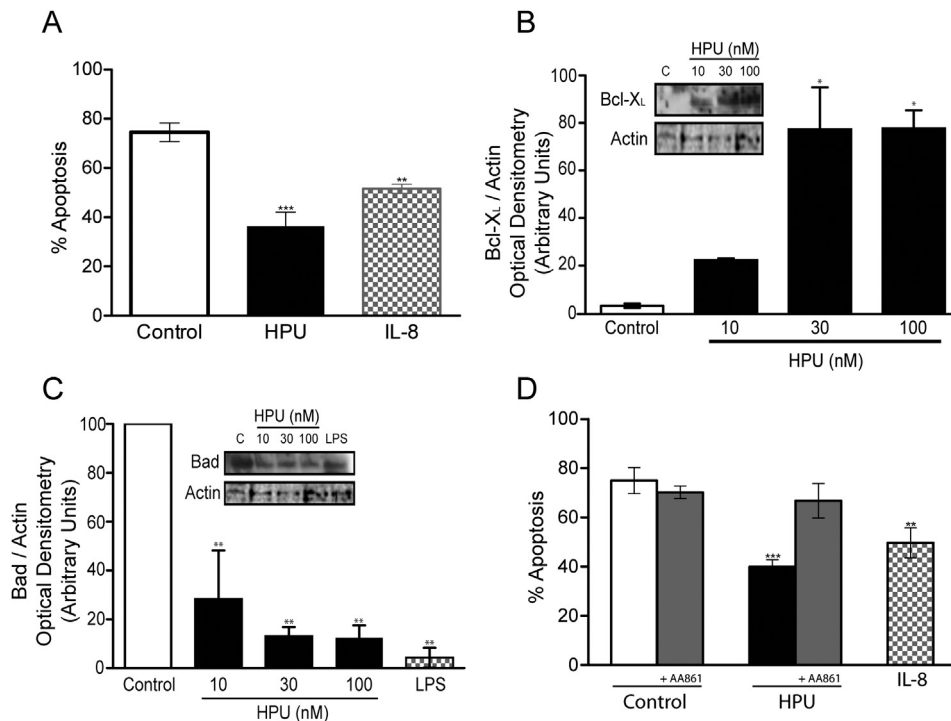 A
% Apoptosis
100
80
60
40
20
0
***
**
Control HPU IL-8
B
Bcl-XL / Actin
Optical Densitometry
(Arbitrary Units)
100
80
60
40
20
0
HPU (nM)
C 10 30 100
Bcl-XL
Actin
*
*
Control 10 30 100
HPU (nM)
C
Bad / Actin
Optical Densitometry
(Arbitrary Units)
100
80
60
40
20
0
HPU (nM)
C 10 30 100 LPS
Bad
Actin
**
**
**
**
Control 10 30 100 LPS
HPU (nM)
D
% Apoptosis
100
80
60
40
20
0
***
**
+ AA861 + AA861
Control HPU IL-8